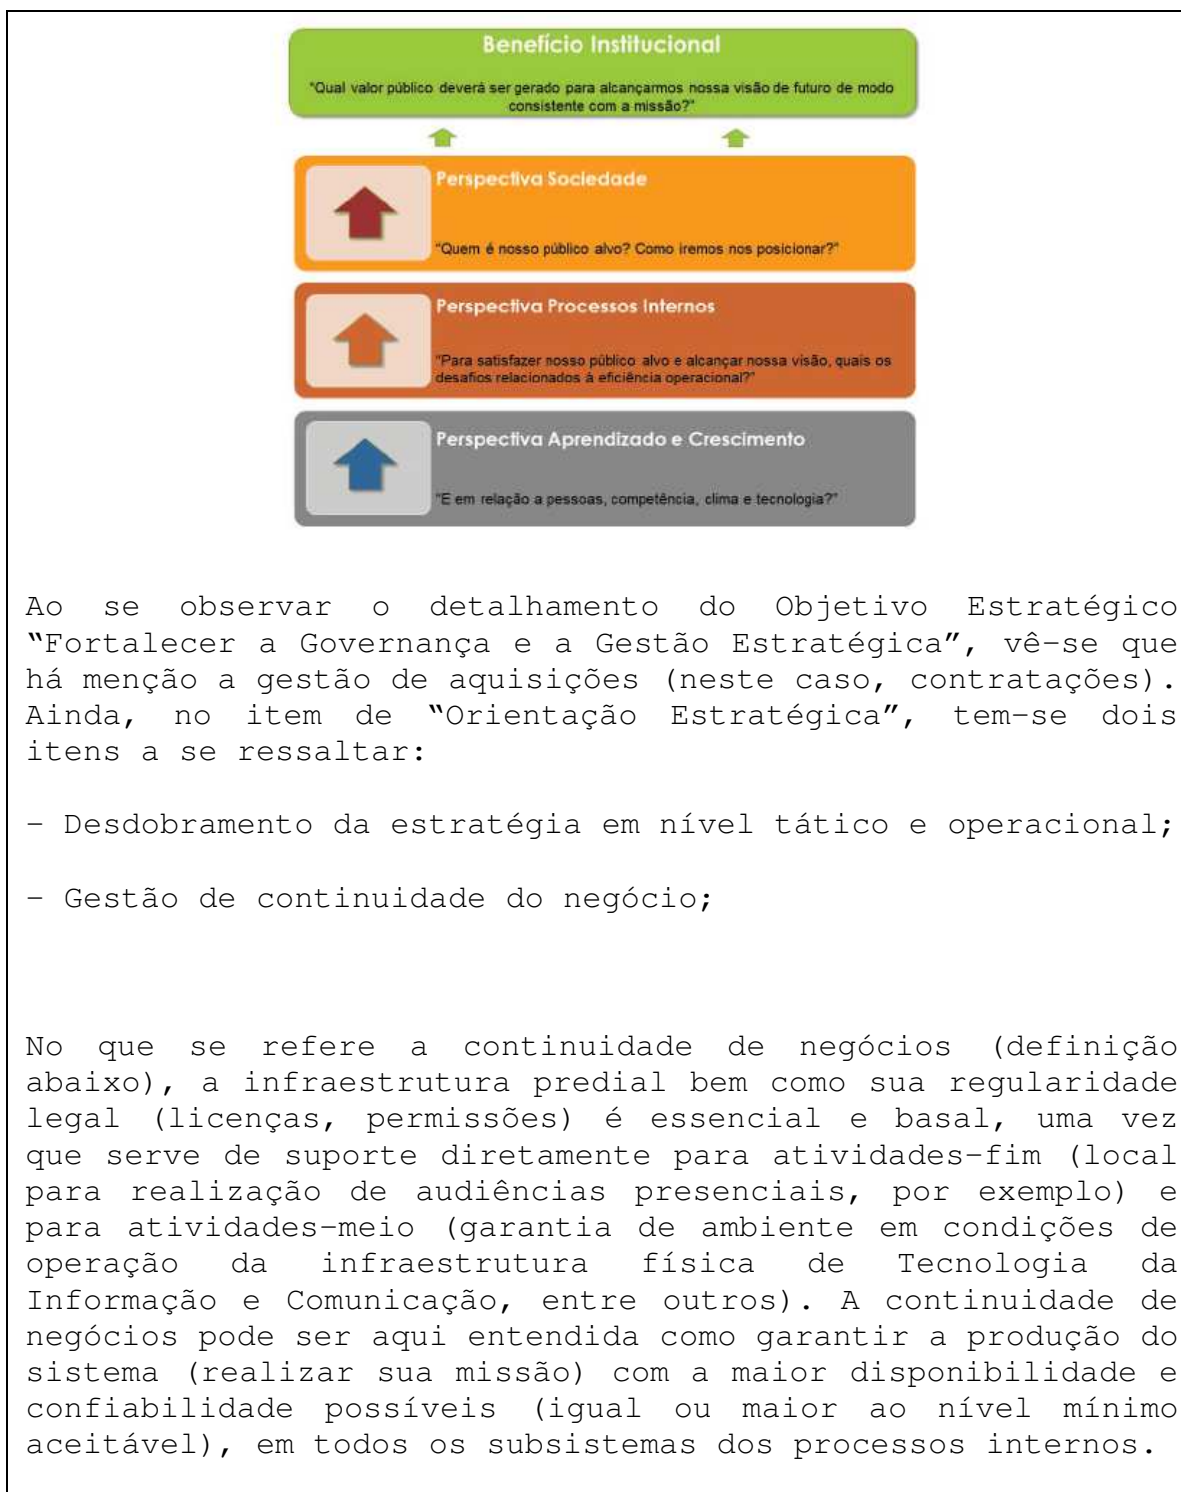 Benefício Institucional
"Qual valor público deverá ser gerado para alcançarmos nossa visão de futuro de modo
consistente com a missão?"
Perspectiva Sociedade
"Quem é nosso público alvo? Como iremos nos posicionar?"
Perspectiva Processos Internos
"Para satisfazer nosso público alvo e alcançar nossa visão, quais os
desafios relacionados à eficiência operacional?"
Perspectiva Aprendizado e Crescimento
"E em relação a pessoas, competência, clima e tecnologia?"
Ao se observar o detalhamento do Objetivo Estratégico
“Fortalecer a Governança e a Gestão Estratégica”, vê-se que
há menção a gestão de aquisições (neste caso, contratações).
Ainda, no item de “Orientação Estratégica”, tem-se dois
itens a se ressaltar:
- Desdobramento da estratégia em nível tático e operacional;
- Gestão de continuidade do negócio;
No que se refere a continuidade de negócios (definição
abaixo), a infraestrutura predial bem como sua regularidade
legal (licenças, permissões) é essencial e basal, uma vez
que serve de suporte diretamente para atividades-fim (local
para realização de audiências presenciais, por exemplo) e
para atividades-meio (garantia de ambiente em condições de
operação da infraestrutura física de Tecnologia da
Informação e Comunicação, entre outros). A continuidade de
negócios pode ser aqui entendida como garantir a produção do
sistema (realizar sua missão) com a maior disponibilidade e
confiabilidade possíveis (igual ou maior ao nível mínimo
aceitável), em todos os subsistemas dos processos internos.